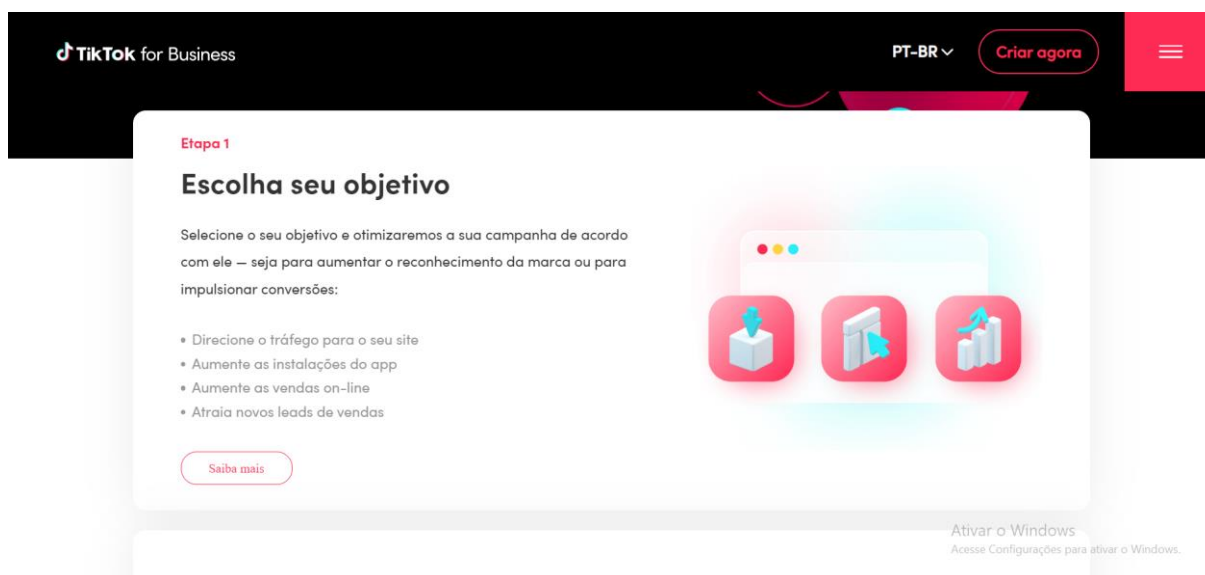 TikTok for Business
PT-BR
Criar agora
Etapa 1
Escolha seu objetivo
Selecione o seu objetivo e otimizaremos a sua campanha de acordo
com ele — seja para aumentar o reconhecimento da marca ou para
impulsionar conversões:
• Direcione o tráfego para o seu site
• Aumente as instalações do app
• Aumente as vendas on-line
• Atraia novos leads de vendas
Saiba mais
Ativar o Windows
Acesse Configurações para ativar o Windows.